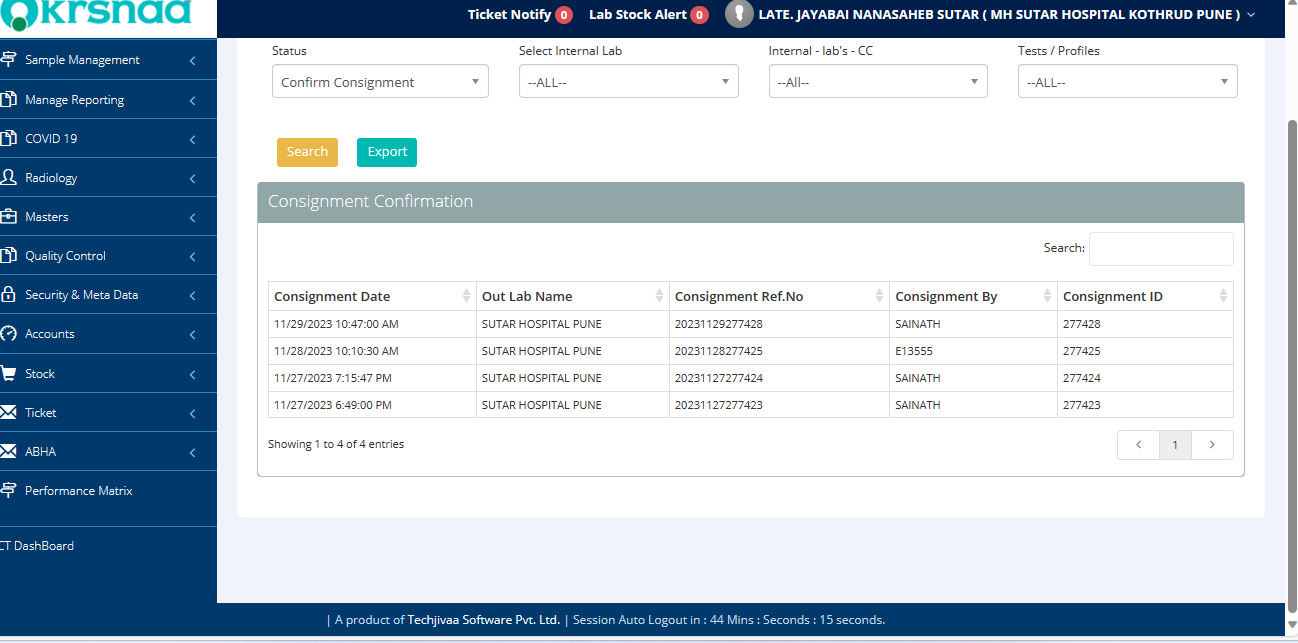 krsnaa
Ticket Notify 0 Lab Stock Alert 0 LATE. JAYABAI NANASAHEB SUTAR ( MH SUTAR HOSPITAL KOTHRUD PUNE )
Sample Management
Manage Reporting
COVID 19
Radiology
Masters
Quality Control
Security & Meta Data
Accounts
Stock
Ticket
ABHA
Performance Matrix
CT DashBoard
Status Select Internal Lab Internal - lab's - CC Tests / Profiles
Confirm Consignment --ALL-- --All-- --ALL--
Search Export
Consignment Confirmation
Search:
Consignment Date Out Lab Name Consignment Ref.No Consignment By Consignment ID
11/29/2023 10:47:00 AM SUTAR HOSPITAL PUNE 20231129277428 SAINATH 277428
11/28/2023 10:10:30 AM SUTAR HOSPITAL PUNE 20231128277425 E13555 277425
11/27/2023 7:15:47 PM SUTAR HOSPITAL PUNE 20231127277424 SAINATH 277424
11/27/2023 6:49:00 PM SUTAR HOSPITAL PUNE 20231127277423 SAINATH 277423
Showing 1 to 4 of 4 entries
1
| A product of Techjivaa Software Pvt. Ltd. | Session Auto Logout in : 44 Mins : Seconds : 15 seconds.